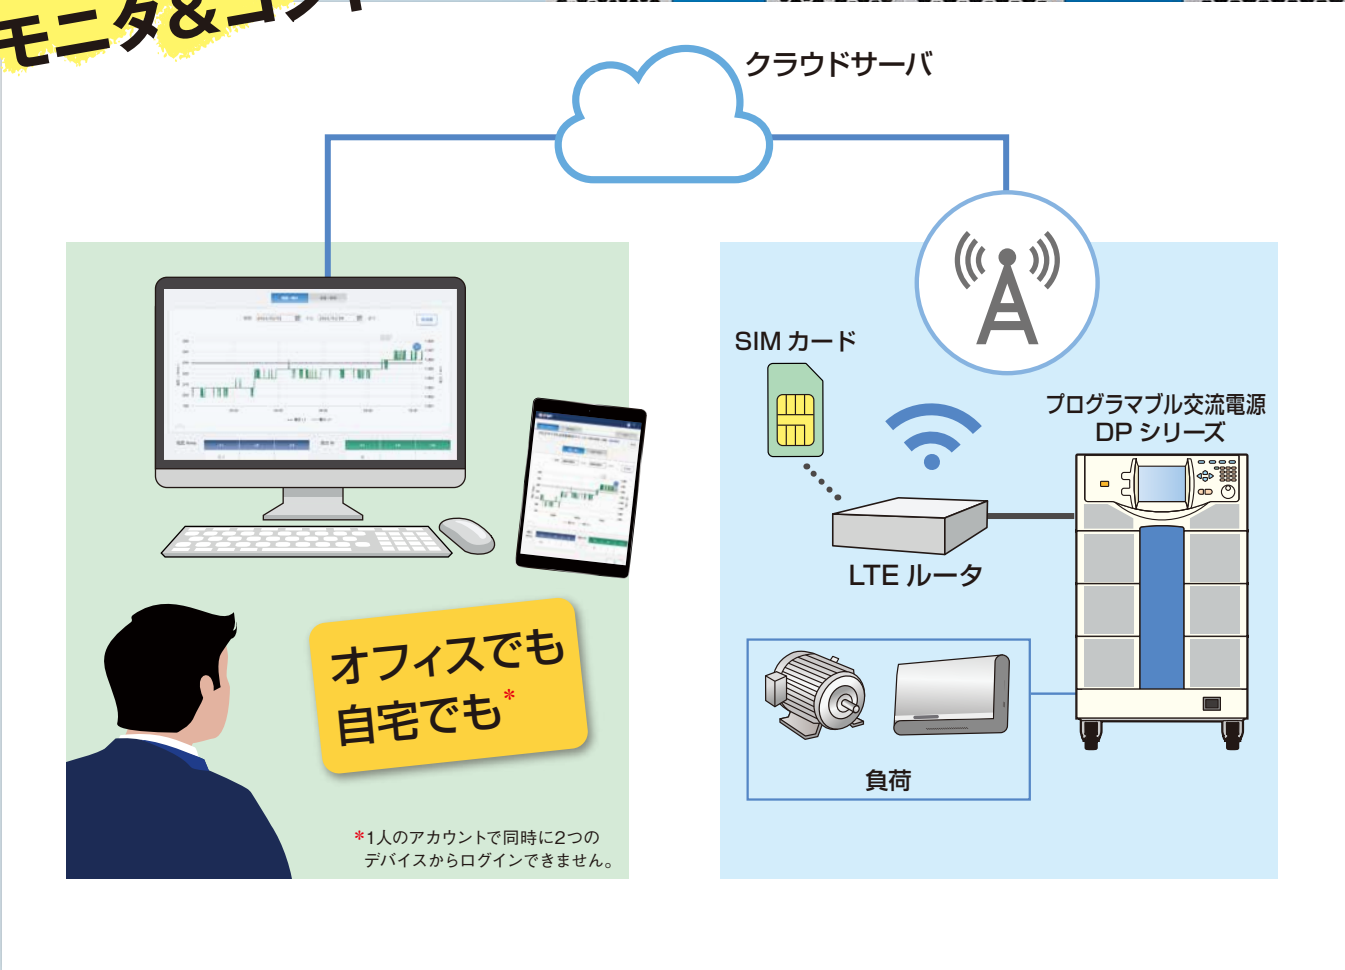 モニタ&コント
クラウドサーバ
SIM カード
プログラマブル交流電源
DP シリーズ
LTE ルータ
オフィスでも
自宅でも*
負荷
*1人のアカウントで同時に2つの
デバイスからログインできません。